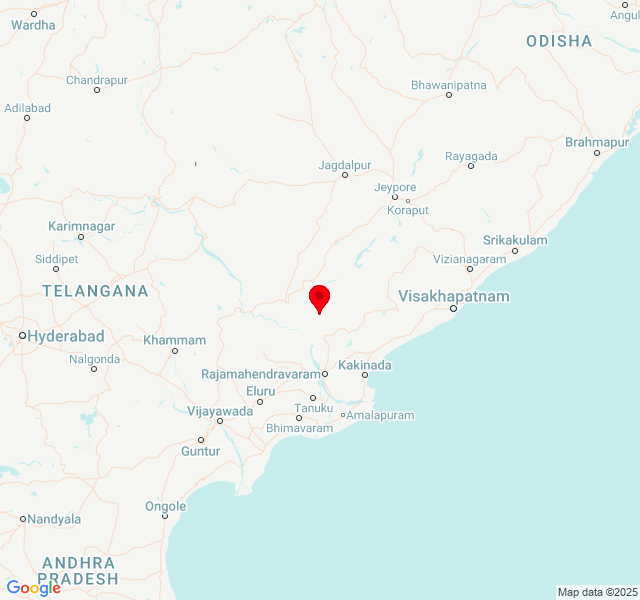 Wardha
Angul
ODISHA
Chandrapur
Bhawanipatna
Adilabad
Brahmapur
Rayagada
Jagdalpur
Jeypore
Koraput
Karimnagar
Srikakulam
Siddipet
Vizianagaram
TELANGANA
Visakhapatnam
Hyderabad
Khammam
Nalgonda
Kakinada
Rajamahendravaram
Eluru
Tanuku
Vijayawada
Amalapuram
Bhimavaram
Guntur
Ongole
Nandyala
ANDHRA
PRADESH
Google
Map data ©2025